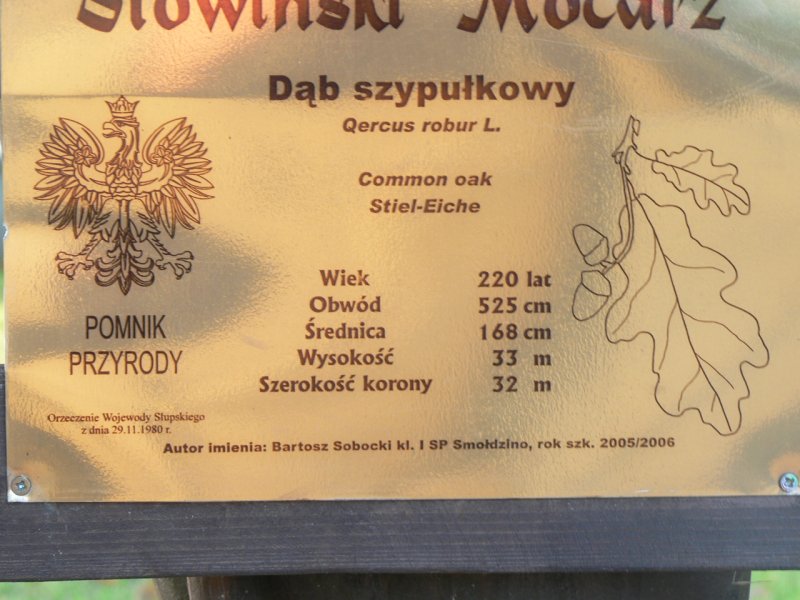 Słowiński Mocarz
Dąb szypułkowy
Qercus robur L.
Common oak
Stiel-Eiche
Wiek 220 lat
Obwód 525 cm
Średnica 168 cm
Wysokość 33 m
Szerokość korony 32 m
POMNIK
PRZYRODY
Orzeczenie Wojewody Słupskiego
z dnia 29.11.1980 r.
Autor imienia: Bartosz Sobocki kl. I SP Smołdzino, rok szk. 2005/2006